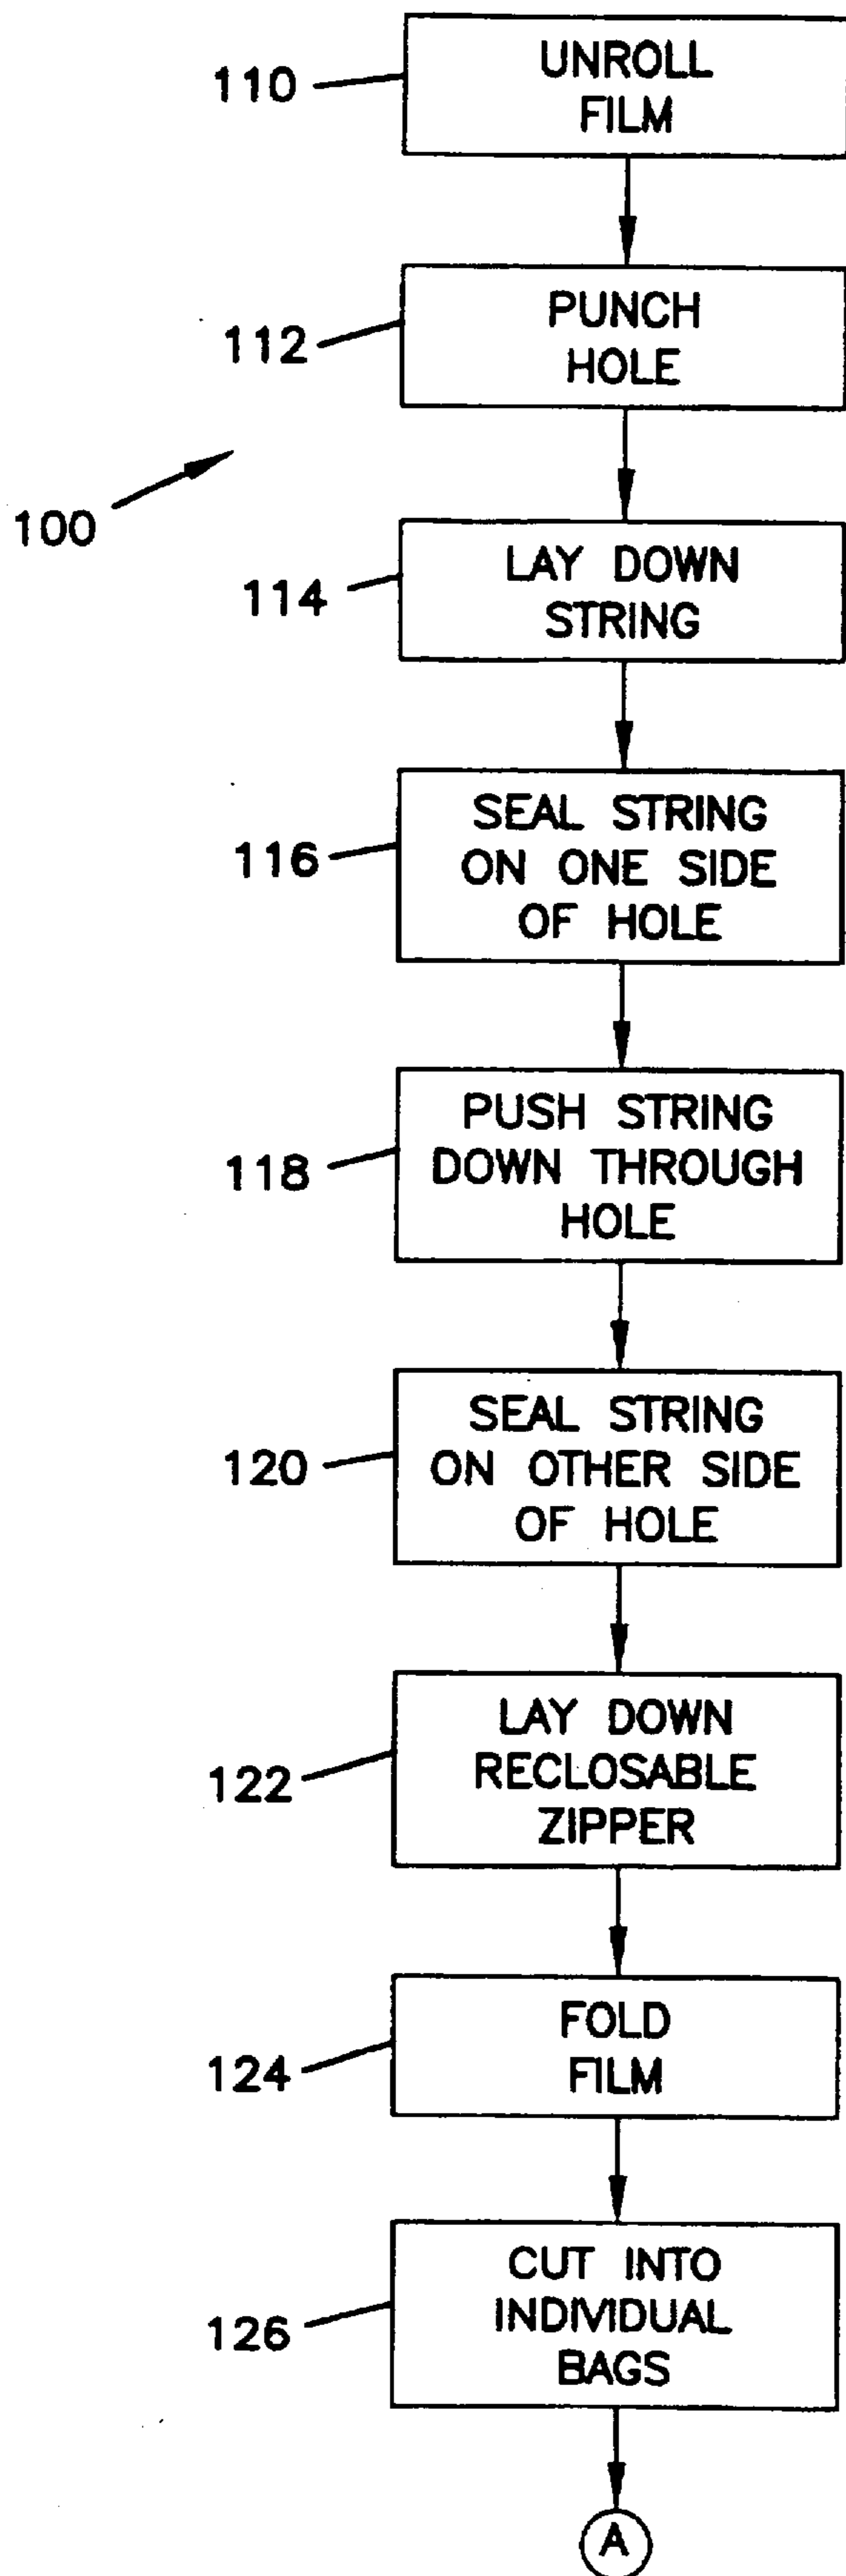 110
UNROLL
FILM
112
PUNCH
HOLE
100
114
LAY DOWN
STRING
116
SEAL STRING
ON ONE SIDE
OF HOLE
118
PUSH STRING
DOWN THROUGH
HOLE
120
SEAL STRING
ON OTHER SIDE
OF HOLE
122
LAY DOWN
RECLOSABLE
ZIPPER
124
FOLD
FILM
126
CUT INTO
INDIVIDUAL
BAGS
A